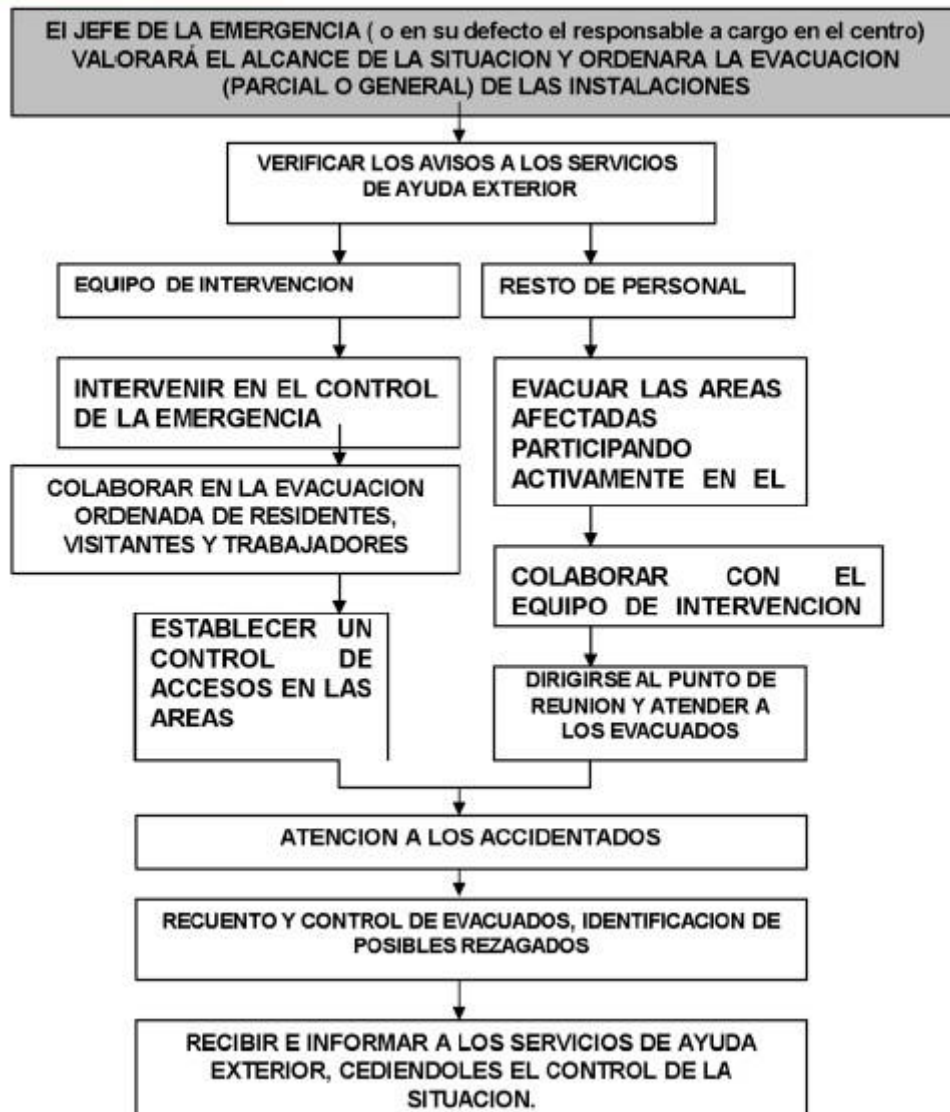 El JEFE DE LA EMERGENCIA ( o en su defecto el responsable a cargo en el centro)
VALORARÁ EL ALCANCE DE LA SITUACION Y ORDENARA LA EVACUACION
(PARCIAL O GENERAL) DE LAS INSTALACIONES
VERIFICAR LOS AVISOS A LOS SERVICIOS
DE AYUDA EXTERIOR
EQUIPO DE INTERVENCION
RESTO DE PERSONAL
INTERVENIR EN EL CONTROL
DE LA EMERGENCIA
EVACUAR LAS AREAS
AFECTADAS
PARTICIPANDO
ACTIVAMENTE EN EL
COLABORAR EN LA EVACUACION
ORDENADA DE RESIDENTES,
VISITANTES Y TRABAJADORES
COLABORAR CON EL
EQUIPO DE INTERVENCION
ESTABLECER UN
CONTROL DE
ACCESOS EN LAS
AREAS
DIRIGIRSE AL PUNTO DE
REUNION Y ATENDER A
LOS EVACUADOS
ATENCION A LOS ACCIDENTADOS
RECUENTO Y CONTROL DE EVACUADOS, IDENTIFICACION DE
POSIBLES REZAGADOS
RECIBIR E INFORMAR A LOS SERVICIOS DE AYUDA
EXTERIOR, CEDIENDOLES EL CONTROL DE LA
SITUACION.